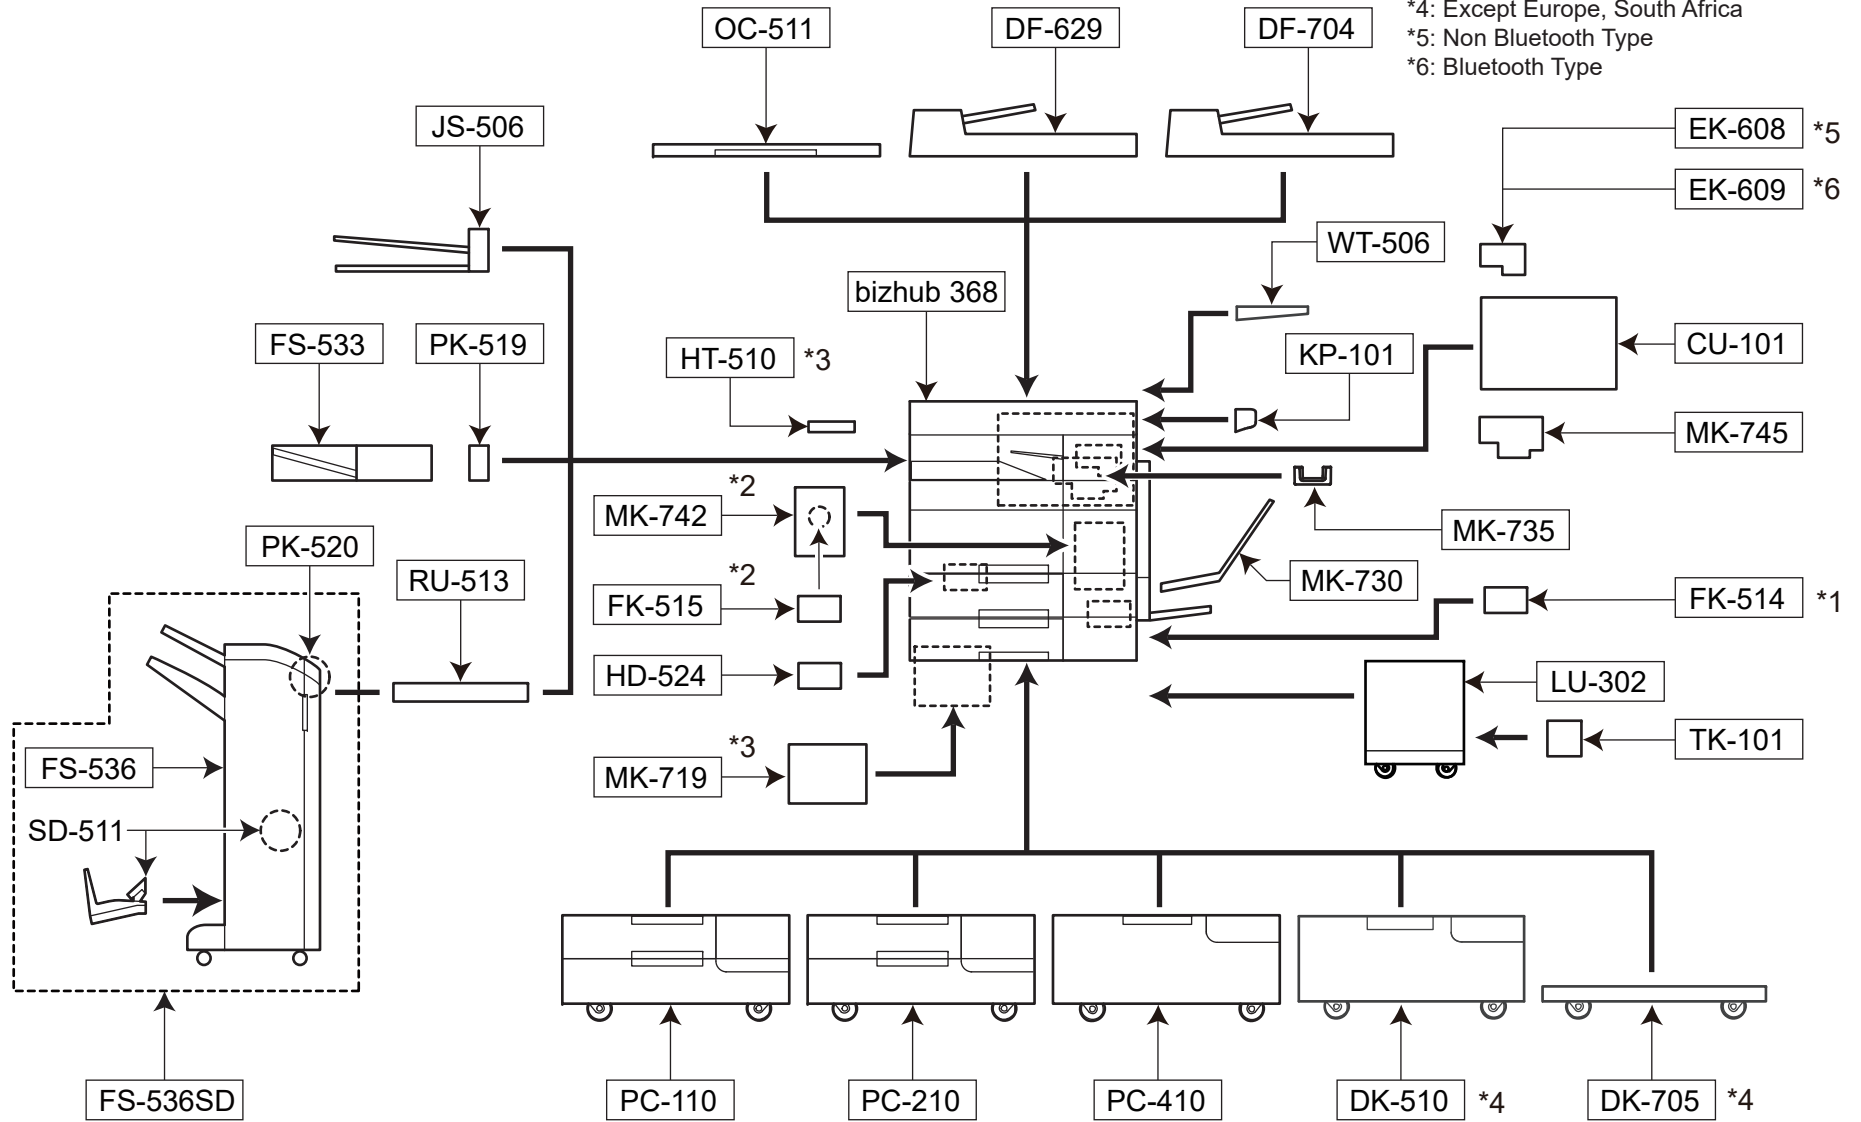 *4: Except Europe, South Africa
*5: Non Bluetooth Type
*6: Bluetooth Type
OC-511
DF-629
DF-704
JS-506
EK-608 *5
EK-609 *6
WT-506
bizhub 368
FS-533
PK-519
HT-510 *3
KP-101
CU-101
MK-745
*2
MK-742
MK-735
PK-520
RU-513
*2
FK-515
MK-730
FK-514 *1
HD-524
LU-302
*3
MK-719
TK-101
FS-536
SD-511
FS-536SD
PC-110
PC-210
PC-410
DK-510 *4
DK-705 *4